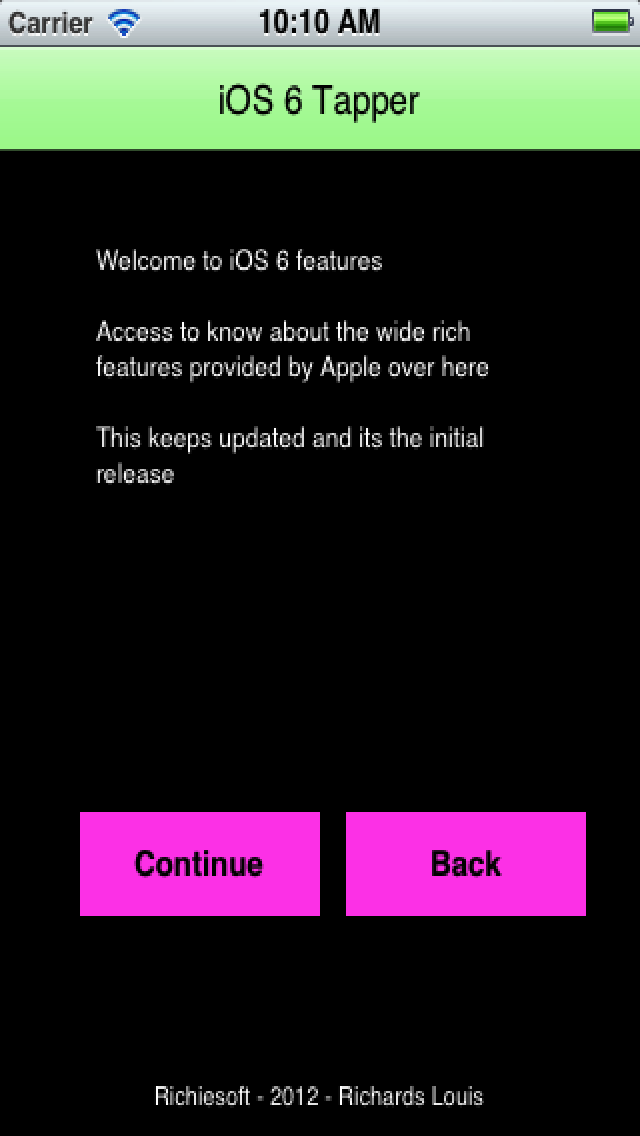 Carrier 10:10 AM
iOS 6 Tapper
Welcome to iOS 6 features
Access to know about the wide rich
features provided by Apple over here
This keeps updated and its the initial
release
Continue Back
Richiesoft - 2012 - Richards Louis